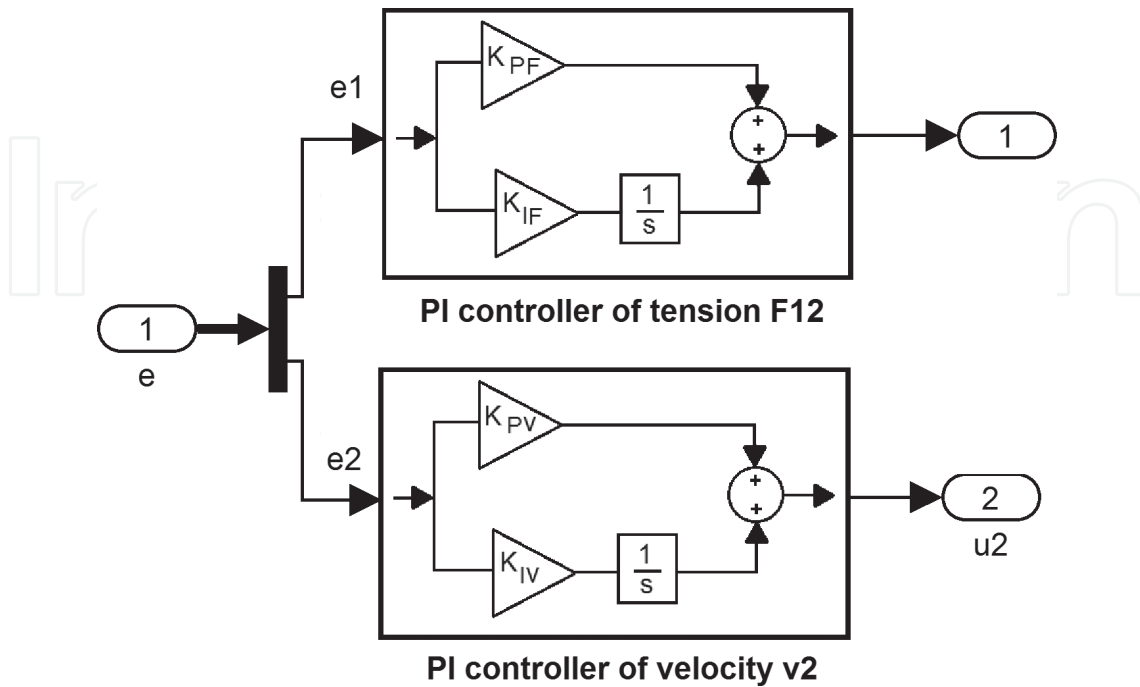 K PF
e1
+
+
1
K IF
1
s
PI controller of tension F12
1
e
K PV
e2
+
+
2
u2
K IV
1
s
PI controller of velocity v2